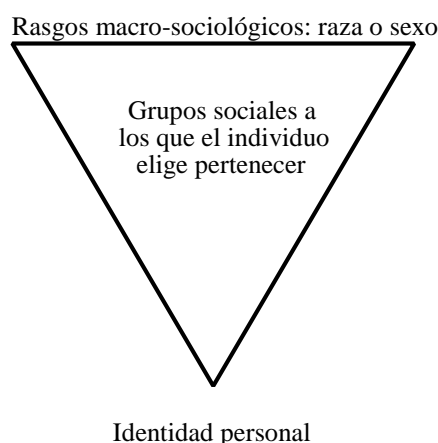 Rasgos macro-sociológicos: raza o sexo
Grupos sociales a
los que el individuo
elige pertenecer
Identidad personal